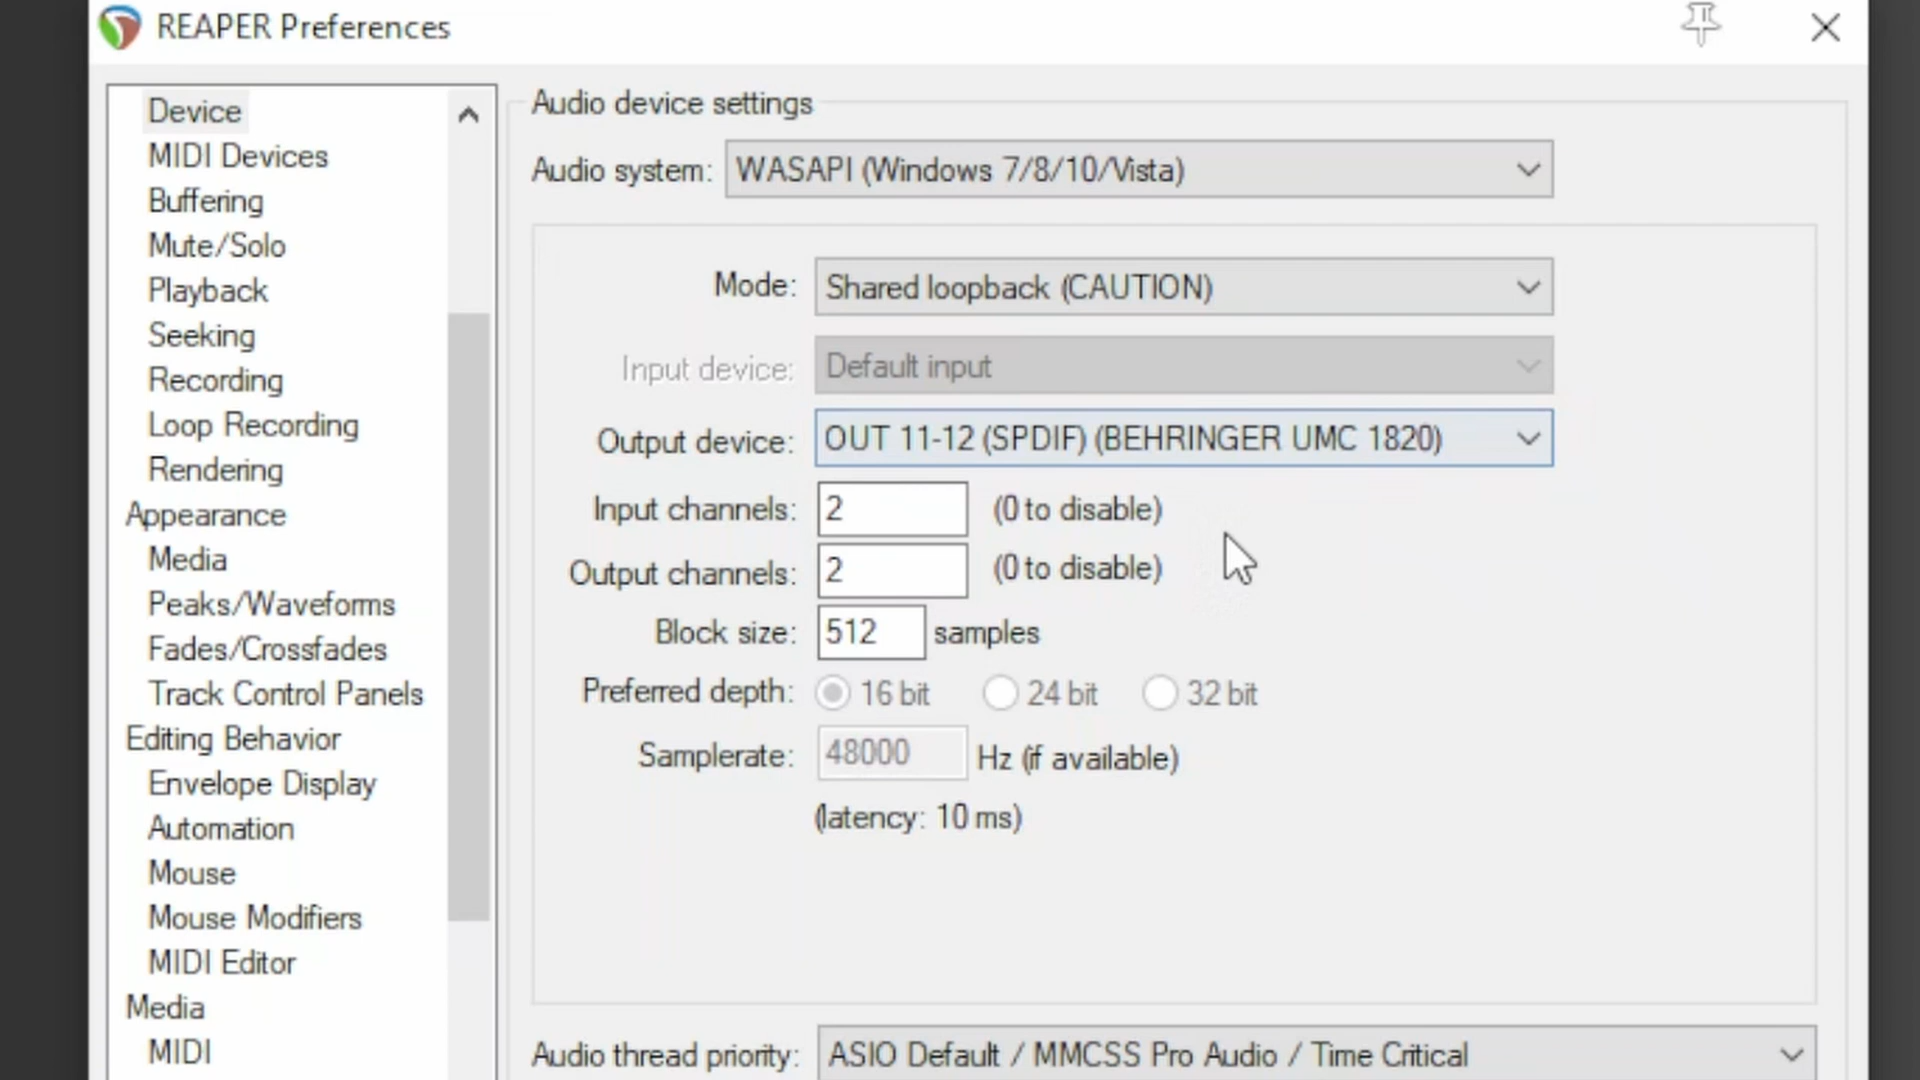 REAPER Preferences
Device
MIDI Devices
Buffering
Mute/Solo
Playback
Seeking
Recording
Loop Recording
Rendering
Appearance
Media
Peaks/Waveforms
Fades/Crossfades
Track Control Panels
Editing Behavior
Envelope Display
Automation
Mouse
Mouse Modifiers
MIDI Editor
Media
MIDI
Audio device settings
Audio system: WASAPI (Windows 7/8/10/Vista)
Mode: Shared loopback (CAUTION)
Input device: Default input
Output device: OUT 11-12 (SPDIF) (BEHRINGER UMC 1820)
Input channels: 2 (0 to disable)
Output channels: 2 (0 to disable)
Block size: 512 samples
Preferred depth: 16 bit 24 bit 32 bit
Samplerate: 48000 Hz (if available)
(latency: 10 ms)
Audio thread priority: ASIO Default / MMCSS Pro Audio / Time Critical